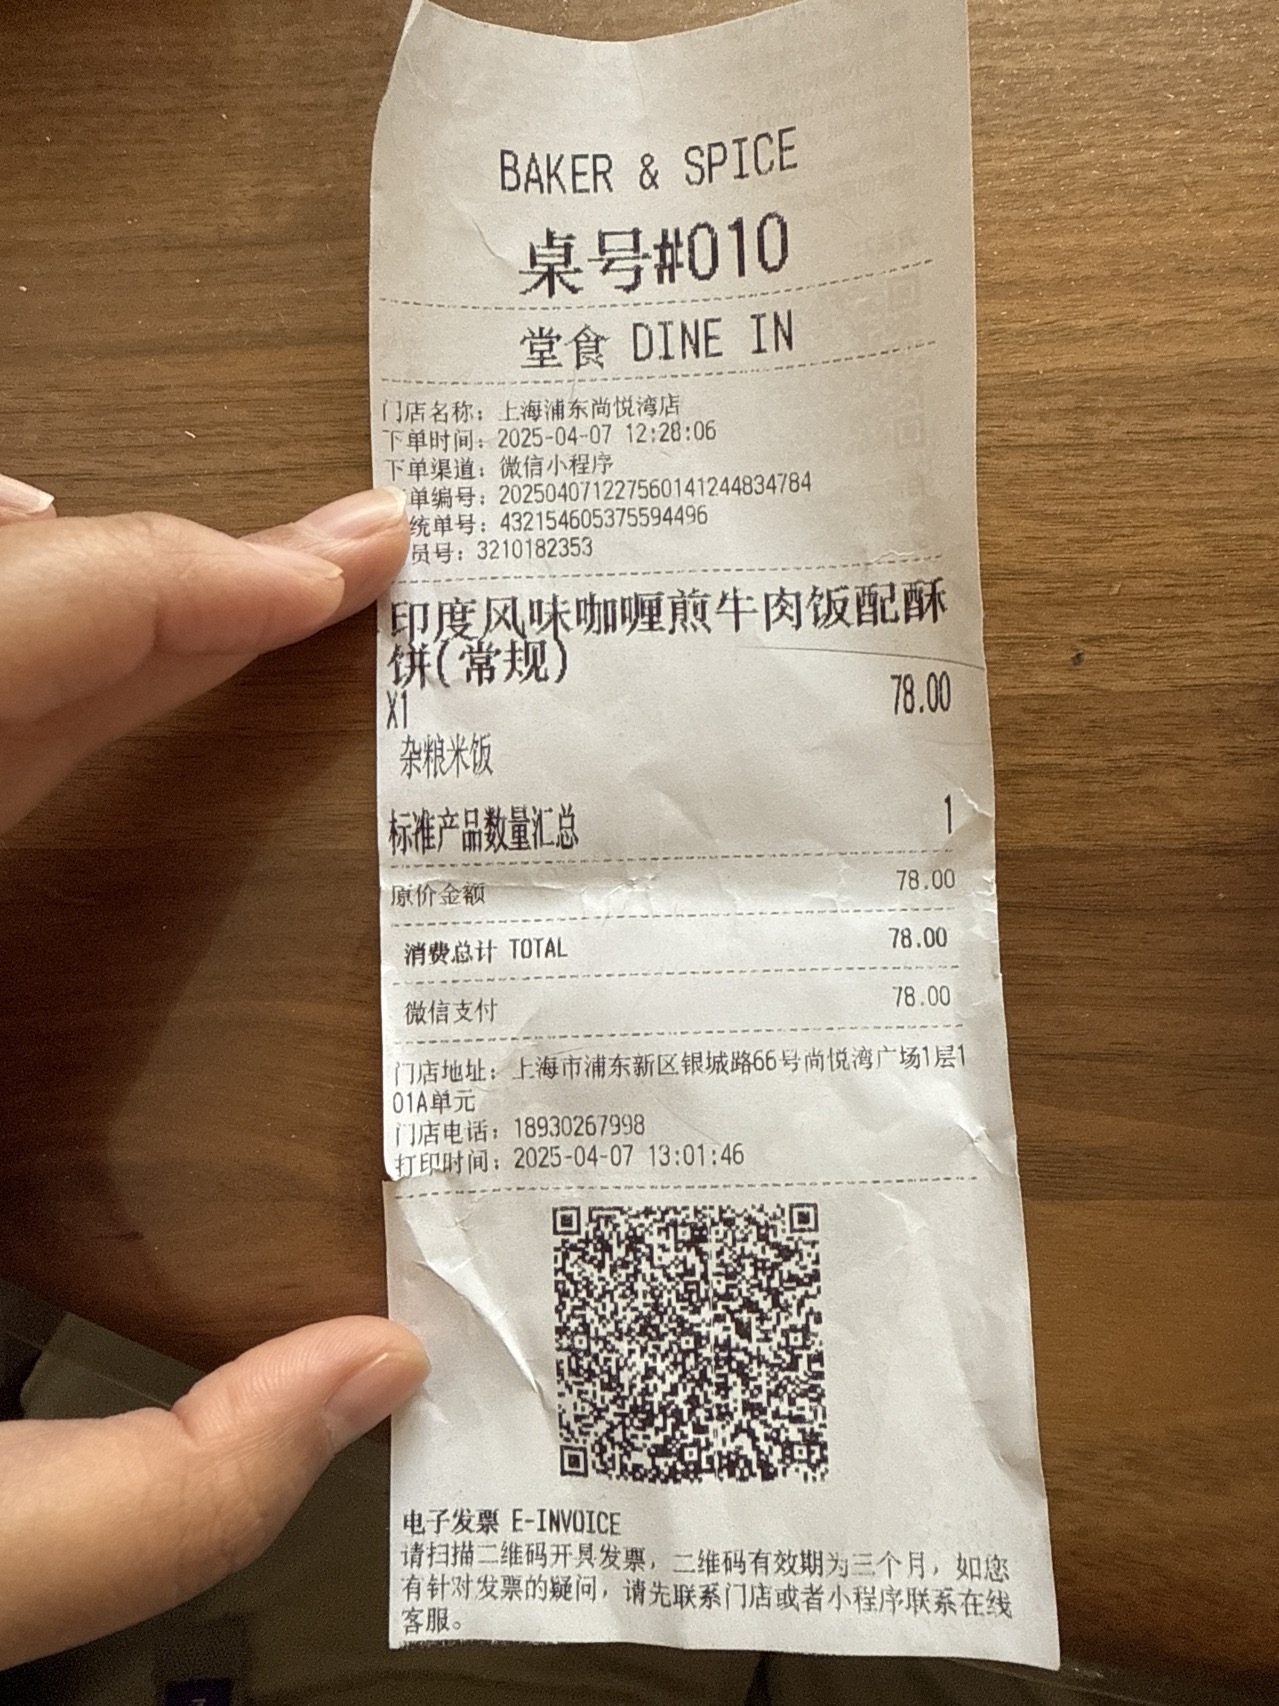 BAKER & SPICE
桌号#010
堂食 DINE IN
门店名称：上海浦东尚悦湾店
下单时间：2025-04-07 12:28:06
下单渠道：微信小程序
单编号：202504071227560141244834784
统单号：432154605375594496
员号：3210182353
印度风味咖喱煎牛肉饭配酥
饼(常规)
X1 78.00
杂粮米饭
标准产品数量汇总 1
原价金额 78.00
消费总计 TOTAL 78.00
微信支付 78.00
门店地址：上海市浦东新区银城路66号尚悦湾广场1层1
01A单元
门店电话：18930267998
打印时间：2025-04-07 13:01:46
电子发票 E-INVOICE
请扫描二维码开具发票，二维码有效期为三个月，如您
有针对发票的疑问，请先联系门店或者小程序联系在线
客服。